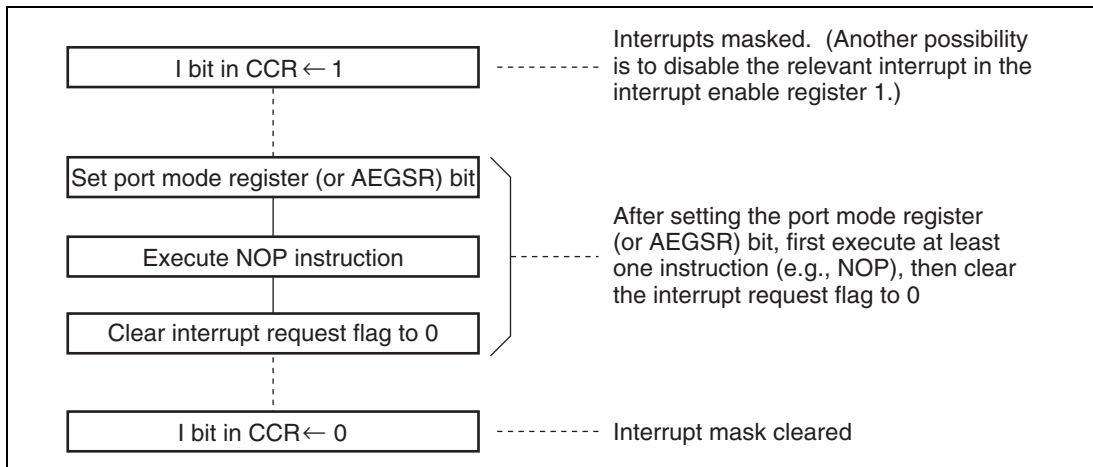 I bit in CCR ← 1
Interrupts masked. (Another possibility
is to disable the relevant interrupt in the
interrupt enable register 1.)
Set port mode register (or AEGSR) bit
Execute NOP instruction
Clear interrupt request flag to 0
After setting the port mode register
(or AEGSR) bit, first execute at least
one instruction (e.g., NOP), then clear
the interrupt request flag to 0
I bit in CCR ← 0
Interrupt mask cleared